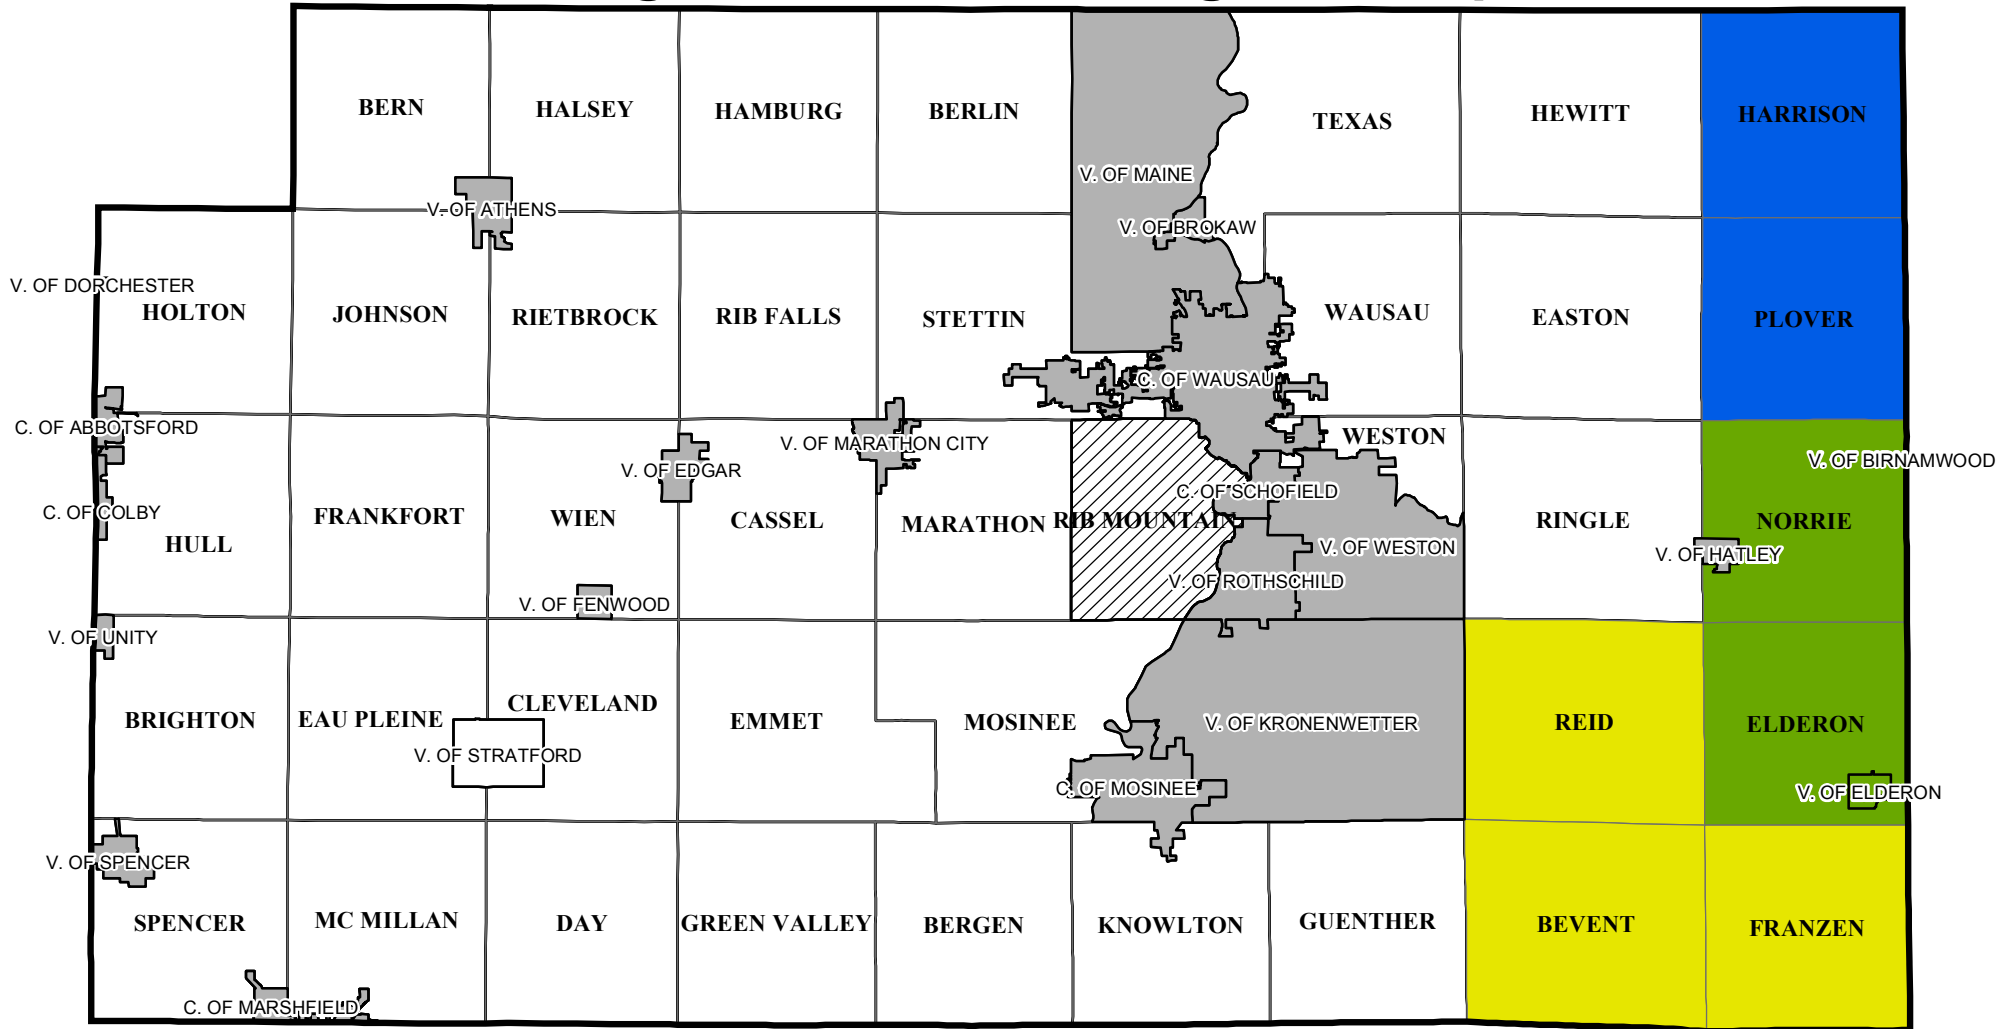 BERN
HALSEY
HAMBURG
BERLIN
TEXAS
HEWITT
HARRISON
V. OF MAINE
V. OF ATHENS
V. OF BROKAW
V. OF DORCHESTER
HOLTON
JOHNSON
RIETBROCK
RIB FALLS
STETTIN
WAUSAU
EASTON
PLOVER
C. OF WAUSAU
C. OF ABBOTSFORD
V. OF MARATHON CITY
WESTON
V. OF EDGAR
V. OF BIRNAMWOOD
C. OF SCHOFIELD
C. OF COLBY
HULL
FRANKFORT
WIEN
CASSEL
MARATHON
RIB MOUNTAIN
RINGLE
NORRIE
V. OF WESTON
V. OF HATLEY
V. OF ROTHSCHILD
V. OF FENWOOD
V. OF UNITY
BRIGHTON
EAU PLEINE
CLEVELAND
EMMET
MOSINEE
V. OF KRONENWETTER
REID
ELDERON
V. OF STRATFORD
C. OF MOSINEE
V. OF ELDERON
V. OF SPENCER
SPENCER
MC MILLAN
DAY
GREEN VALLEY
BERGEN
KNOWLTON
GUENTHER
BEVENT
FRANZEN
C. OF MARSHFIELD